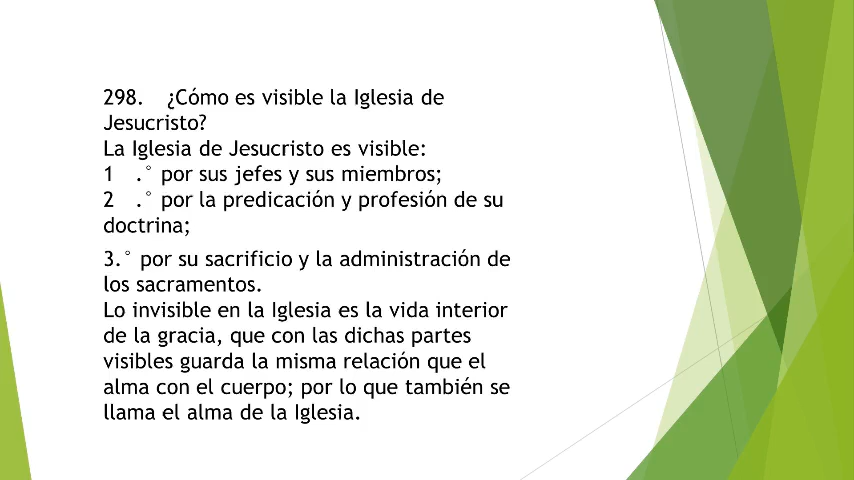 298. ¿Cómo es visible la Iglesia de
Jesucristo?
La Iglesia de Jesucristo es visible:
1 .° por sus jefes y sus miembros;
2 .° por la predicación y profesión de su
doctrina;
3.° por su sacrificio y la administración de
los sacramentos.
Lo invisible en la Iglesia es la vida interior
de la gracia, que con las dichas partes
visibles guarda la misma relación que el
alma con el cuerpo; por lo que también se
llama el alma de la Iglesia.